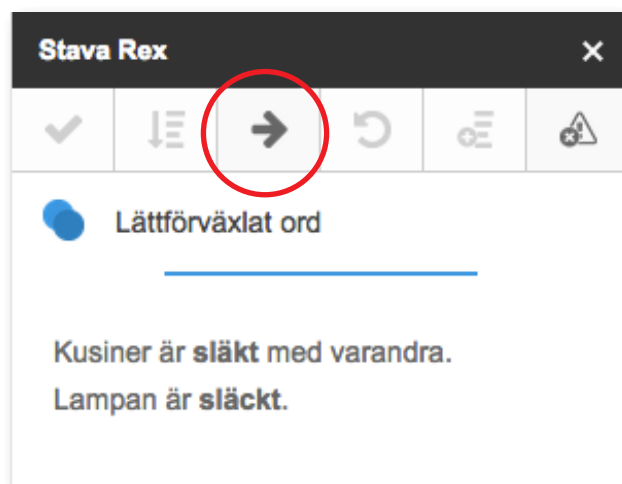 Stava Rex
Lättförväxlat ord
Kusiner är släkt med varandra.
Lampan är släckt.